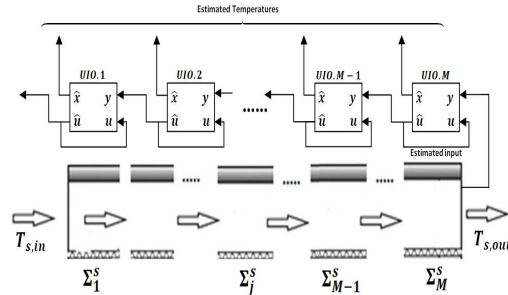 Estimated Temperatures
UIO.1
UIO.2
UIO.M − 1
UIO.M
x̂ y
x̂ y
x̂ y
x̂ y
......
û u
û u
û u
û u
Estimated input
.....
.....
.....
T_{s,in}
T_{s,out}
Σ_1^s
Σ_j^s
Σ_{M−1}^s
Σ_M^s